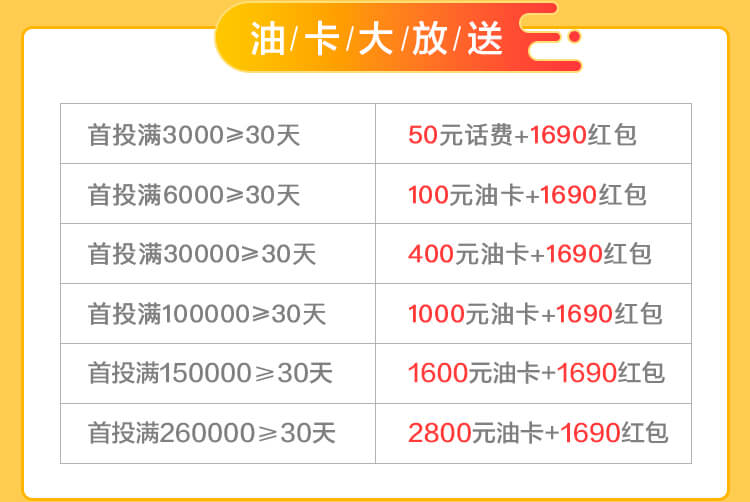 油/卡/大/放/送
首投满3000≥30天 50元话费+1690红包
首投满6000≥30天 100元油卡+1690红包
首投满30000≥30天 400元油卡+1690红包
首投满100000≥30天 1000元油卡+1690红包
首投满150000≥30天 1600元油卡+1690红包
首投满260000≥30天 2800元油卡+1690红包